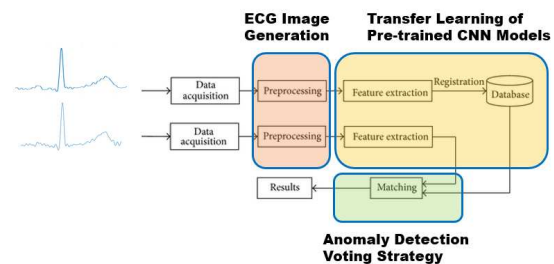 ECG Image
Generation
Transfer Learning of
Pre-trained CNN Models
Data
acquisition
Preprocessing
Feature extraction
Registration
Database
Data
acquisition
Preprocessing
Feature extraction
Results
Matching
Anomaly Detection
Voting Strategy